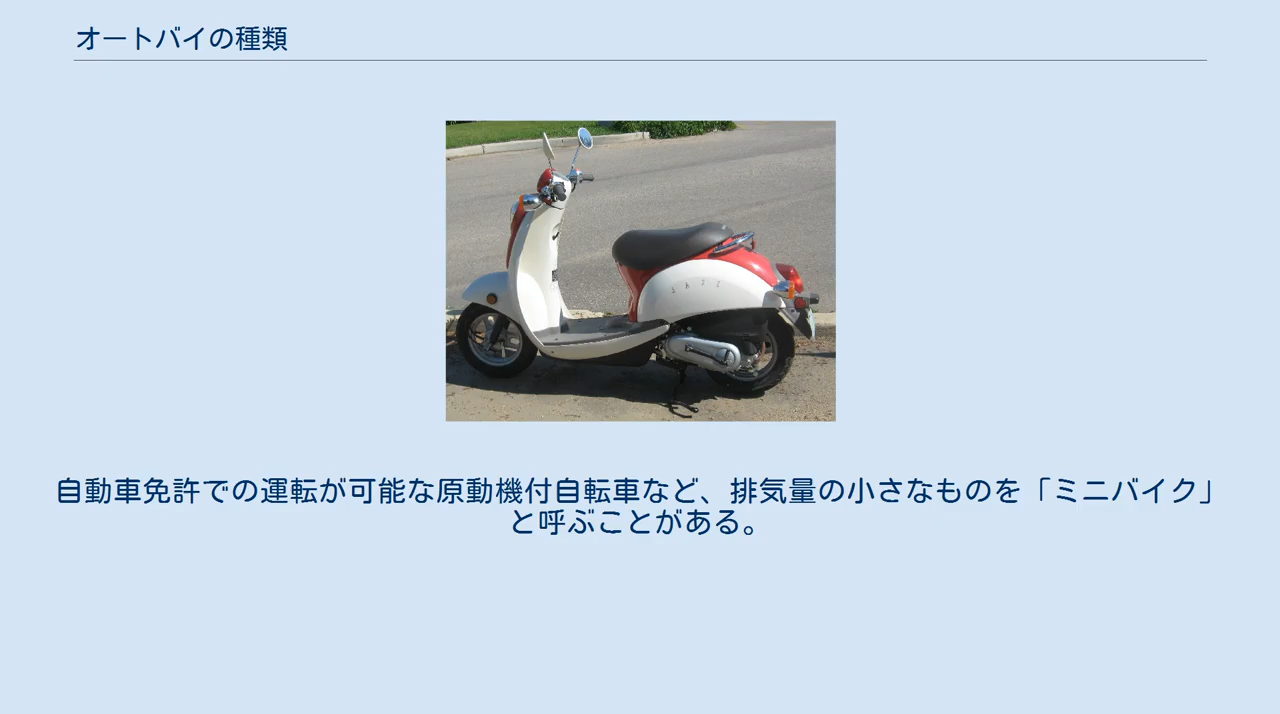 オートバイの種類
自動車免許での運転が可能な原動機付自転車など、排気量の小さなものを「ミニバイク」
と呼ぶことがある。